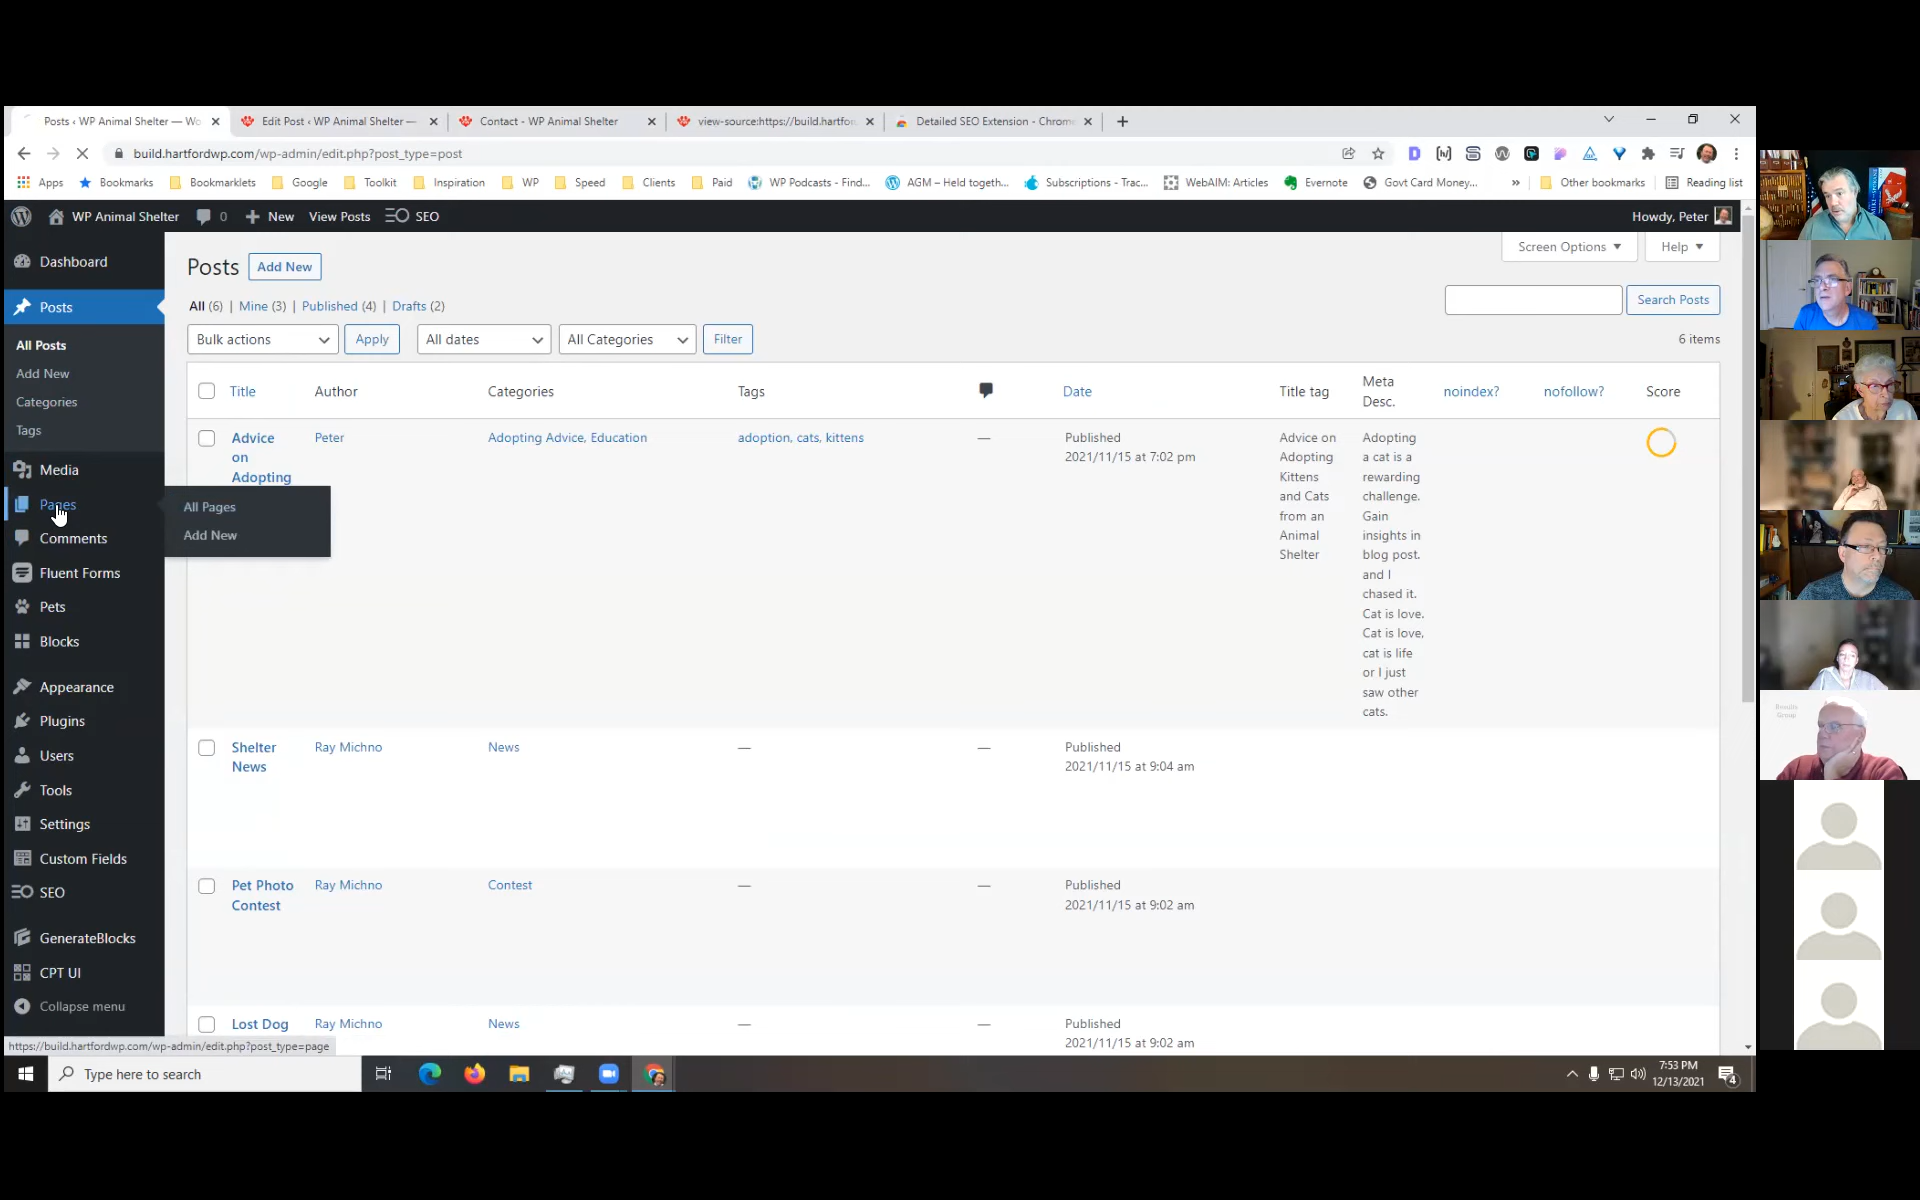 Posts ‹ WP Animal Shelter — Wo
Edit Post ‹ WP Animal Shelter —
Contact - WP Animal Shelter
view-source:https://build.hartfor
Detailed SEO Extension - Chrome
build.hartfordwp.com/wp-admin/edit.php?post_type=post
Apps
Bookmarks
Bookmarklets
Google
Toolkit
Inspiration
WP
Speed
Clients
Paid
WP Podcasts - Find...
AGM – Held togeth...
Subscriptions - Trac...
WebAIM: Articles
Evernote
Govt Card Money...
»
Other bookmarks
Reading list
WP Animal Shelter
0
New
View Posts
SEO
Howdy, Peter
Dashboard
Posts
All Posts
Add New
Categories
Tags
Media
Pages
All Pages
Add New
Comments
Fluent Forms
Pets
Blocks
Appearance
Plugins
Users
Tools
Settings
Custom Fields
SEO
GenerateBlocks
CPT UI
Collapse menu
Screen Options
Help
Posts
Add New
All (6) | Mine (3) | Published (4) | Drafts (2)
Search Posts
Bulk actions
Apply
All dates
All Categories
Filter
6 items
Title
Author
Categories
Tags
Date
Title tag
Meta
Desc.
noindex?
nofollow?
Score
Advice
on
Adopting
Peter
Adopting Advice, Education
adoption, cats, kittens
—
Published
2021/11/15 at 7:02 pm
Advice on
Adopting
Kittens
and Cats
from an
Animal
Shelter
Adopting
a cat is a
rewarding
challenge.
Gain
insights in
blog post.
and I
chased it.
Cat is love.
Cat is love,
cat is life
or I just
saw other
cats.
Shelter
News
Ray Michno
News
—
—
Published
2021/11/15 at 9:04 am
Pet Photo
Contest
Ray Michno
Contest
—
—
Published
2021/11/15 at 9:02 am
Lost Dog
Ray Michno
News
—
—
Published
2021/11/15 at 9:02 am
https://build.hartfordwp.com/wp-admin/edit.php?post_type=page
Type here to search
7:53 PM
12/13/2021
4